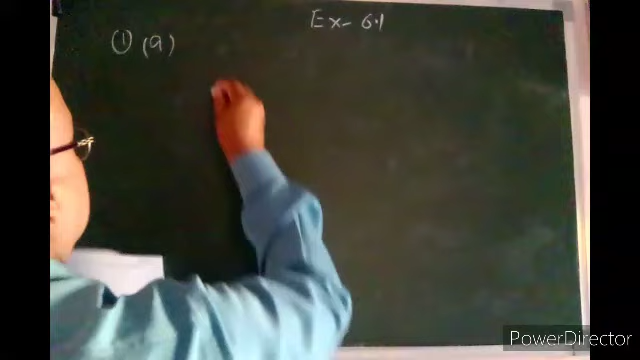 Ex- 6.1
① (a)
PowerDirector